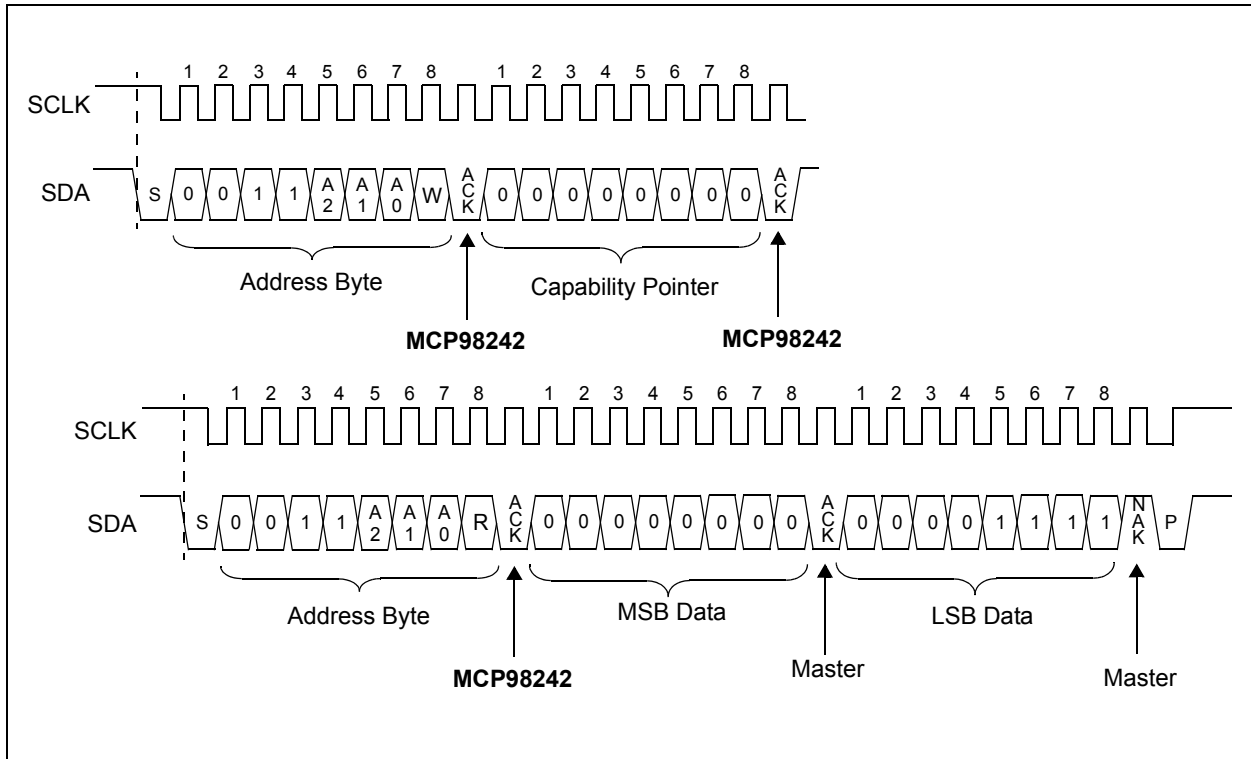 1 2 3 4 5 6 7 8 1 2 3 4 5 6 7 8
SCLK
SDA S 0 0 1 1 A2 A1 A0 W ACK 0 0 0 0 0 0 0 0 ACK
Address Byte Capability Pointer
MCP98242 MCP98242
1 2 3 4 5 6 7 8 1 2 3 4 5 6 7 8 1 2 3 4 5 6 7 8
SCLK
SDA S 0 0 1 1 A2 A1 A0 R ACK 0 0 0 0 0 0 0 0 ACK 0 0 0 0 1 1 1 1 NAK P
Address Byte MSB Data LSB Data
MCP98242 Master Master